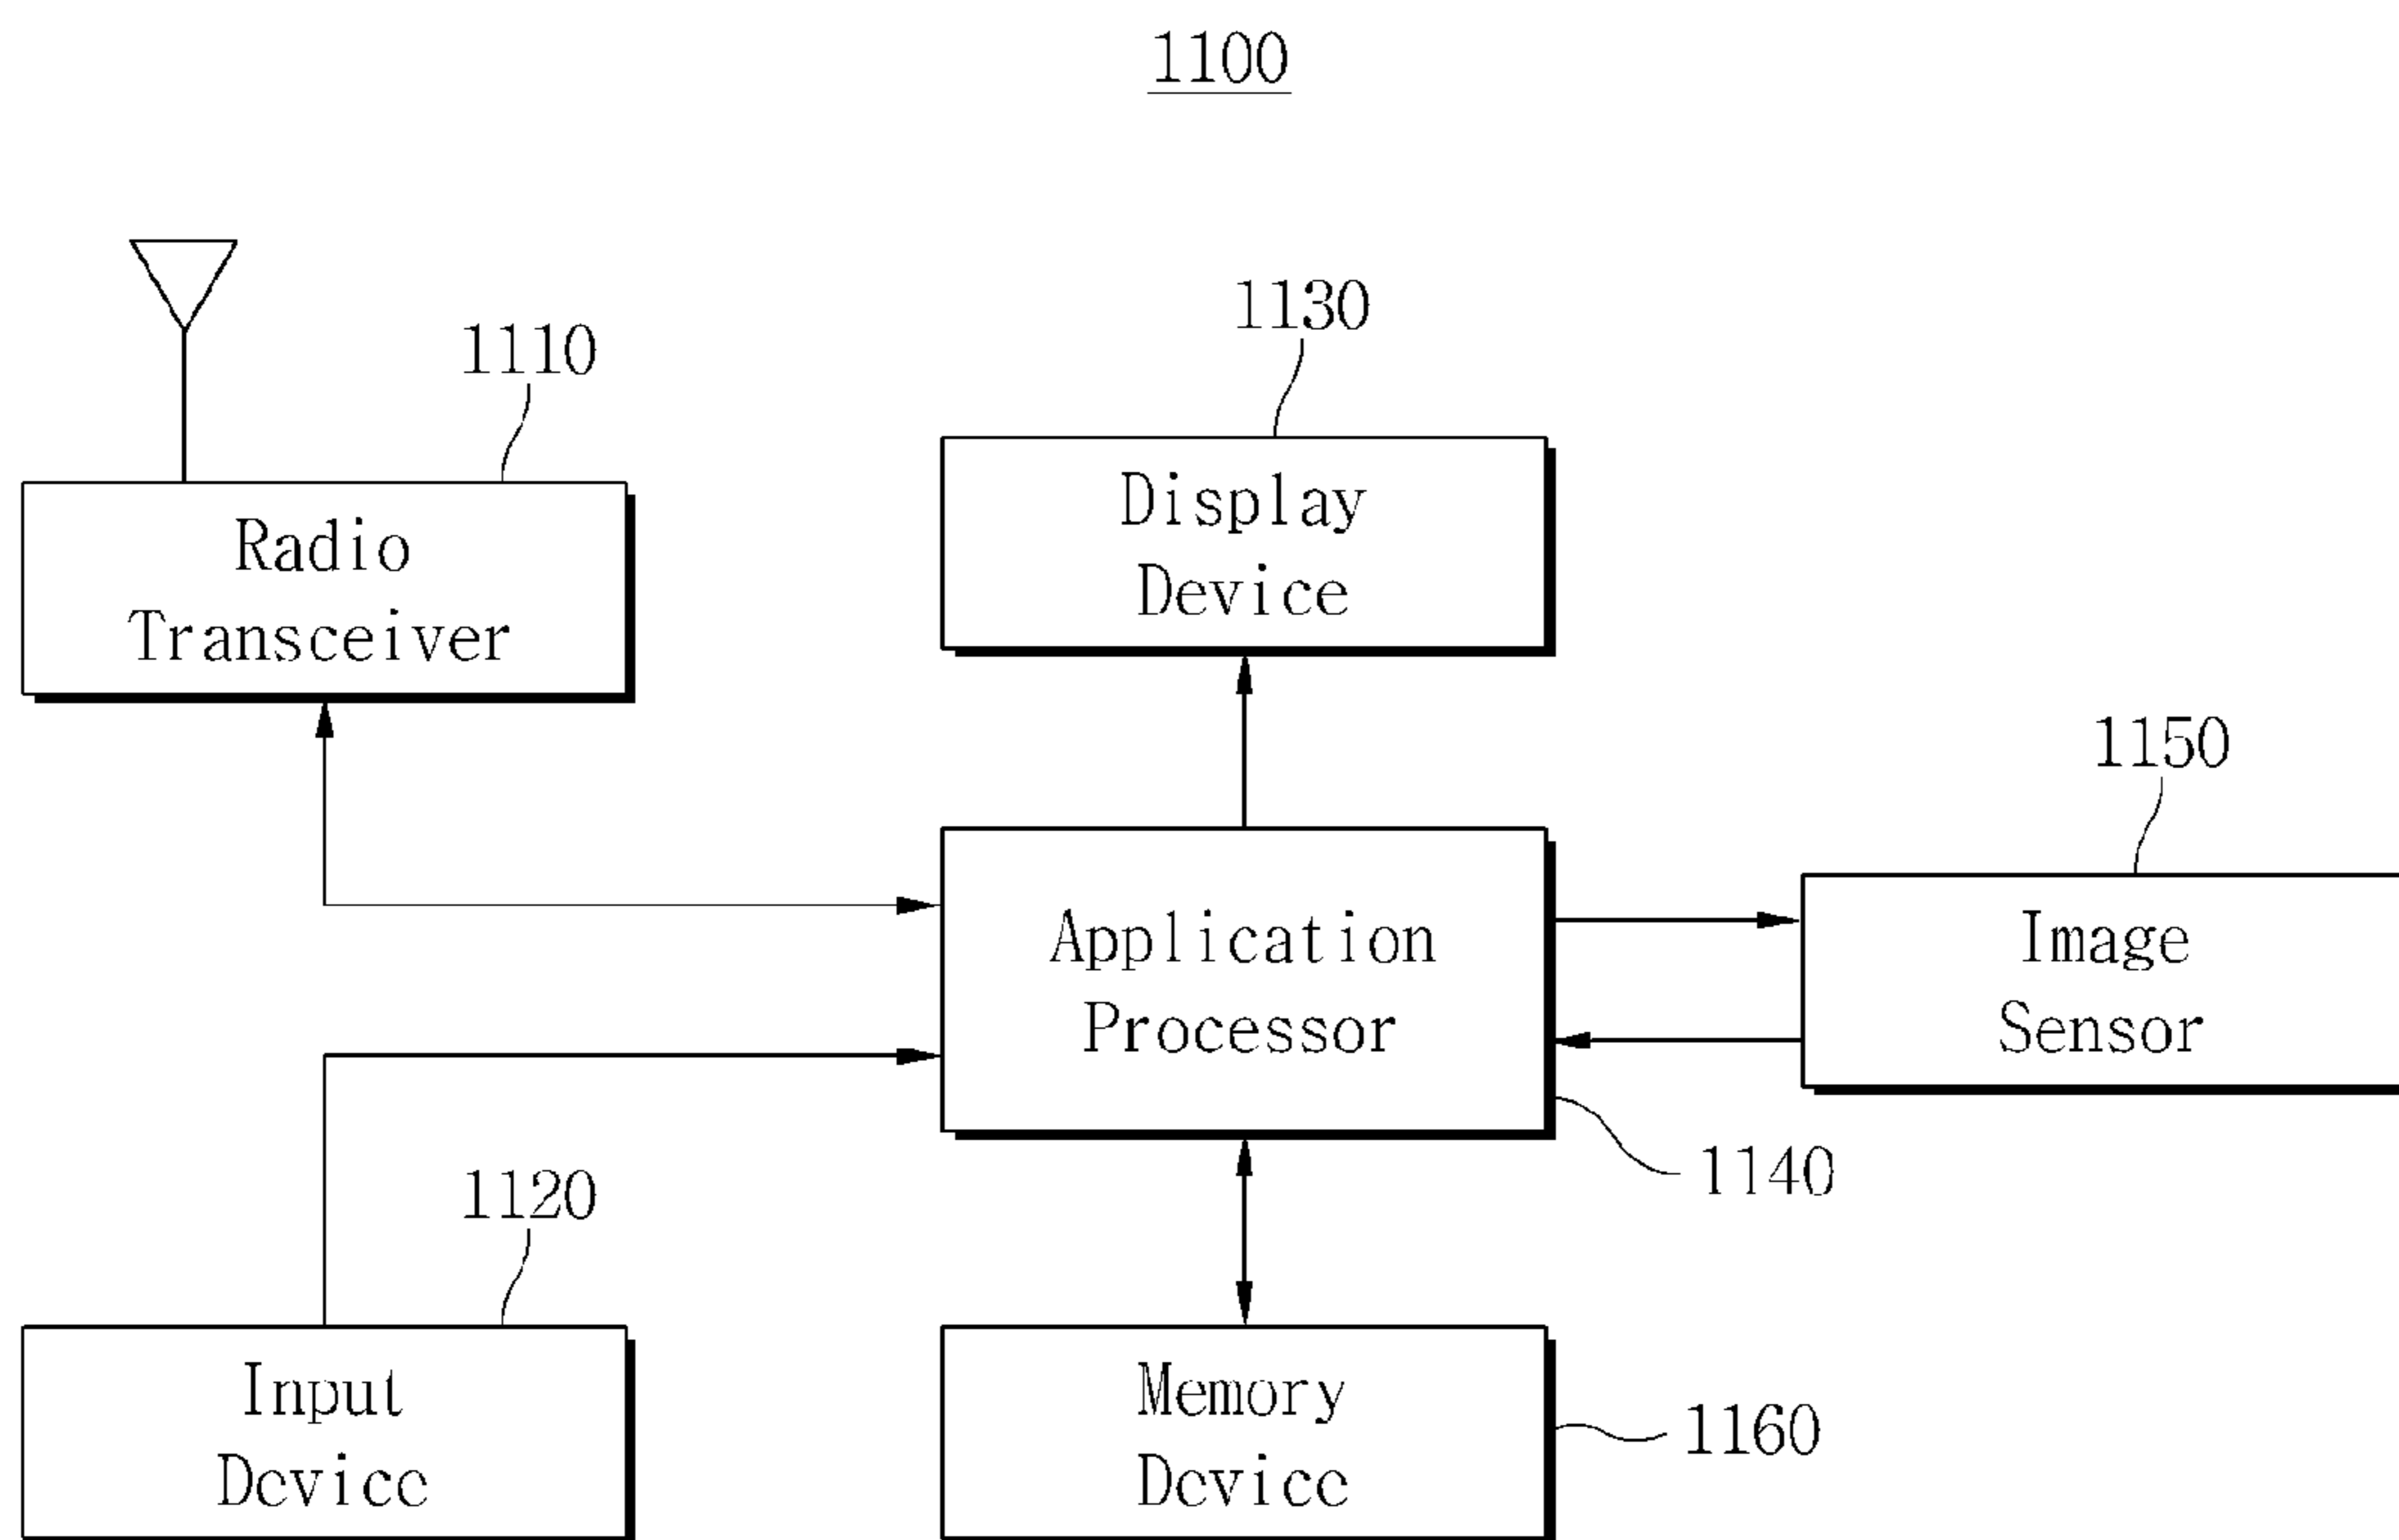 1100
1110
Radio
Transceiver
1130
Display
Device
1150
Application
Processor
Image
Sensor
1140
1120
Input
Device
Memory
Device
1160